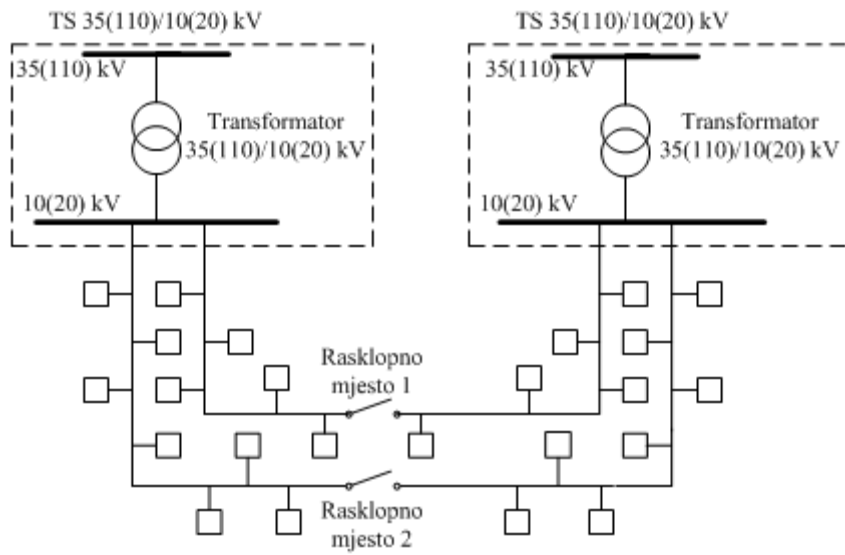 TS 35(110)/10(20) kV
35(110) kV
Transformator
35(110)/10(20) kV
10(20) kV
TS 35(110)/10(20) kV
35(110) kV
Transformator
35(110)/10(20) kV
10(20) kV
Rasklopno
mjesto 1
Rasklopno
mjesto 2